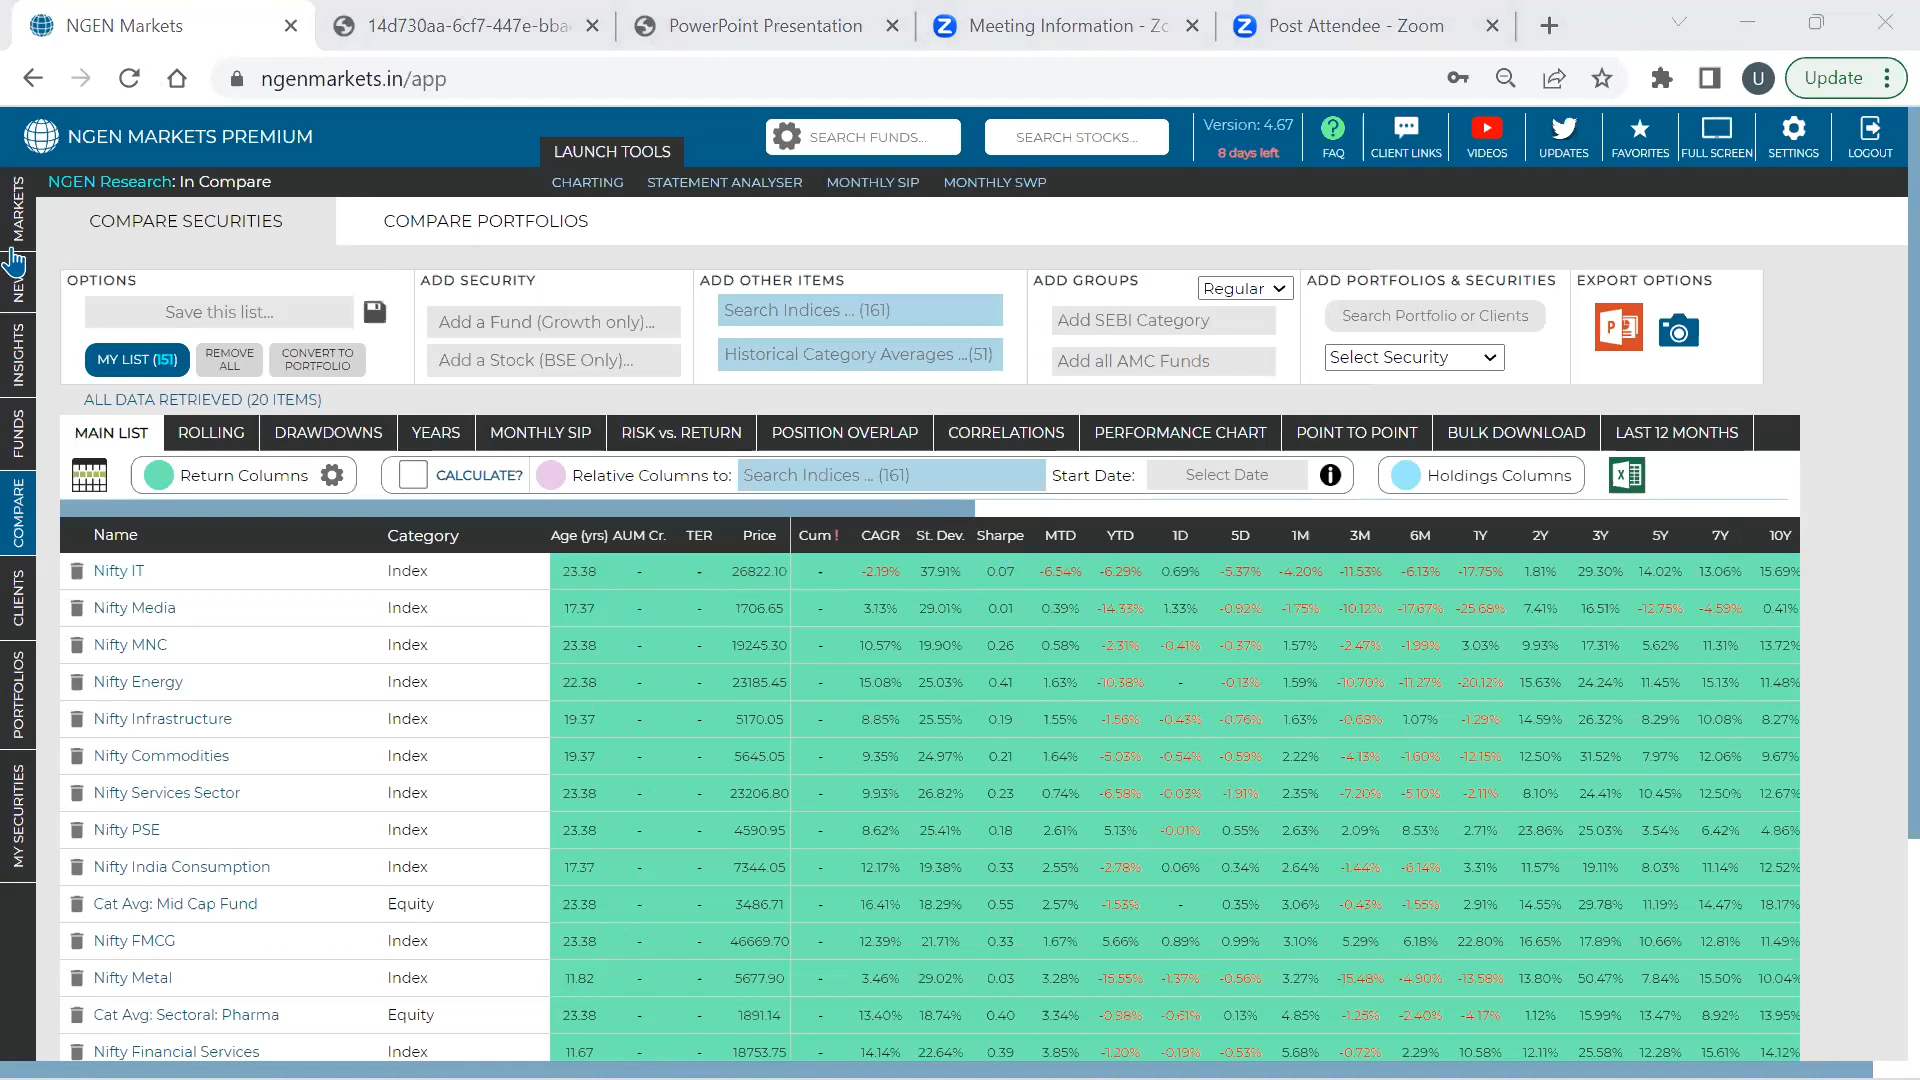 NGEN Markets
14d730aa-6cf7-447e-bba
PowerPoint Presentation
Meeting Information - Zo
Post Attendee - Zoom
ngenmarkets.in/app
U
Update
NGEN MARKETS PREMIUM
LAUNCH TOOLS
SEARCH FUNDS...
SEARCH STOCKS...
Version: 4.67
8 days left
FAQ
CLIENT LINKS
VIDEOS
UPDATES
FAVORITES
FULL SCREEN
SETTINGS
LOGOUT
NGEN Research: In Compare
CHARTING
STATEMENT ANALYSER
MONTHLY SIP
MONTHLY SWP
MARKETS
INSIGHTS
FUNDS
COMPARE
CLIENTS
PORTFOLIOS
MY SECURITIES
COMPARE SECURITIES
COMPARE PORTFOLIOS
OPTIONS
Save this list...
MY LIST (151)
REMOVE
ALL
CONVERT TO
PORTFOLIO
ADD SECURITY
Add a Fund (Growth only)...
Add a Stock (BSE Only)...
ADD OTHER ITEMS
Search Indices ... (161)
Historical Category Averages ...(51)
ADD GROUPS
Regular
Add SEBI Category
Add all AMC Funds
ADD PORTFOLIOS & SECURITIES
Search Portfolio or Clients
Select Security
EXPORT OPTIONS
ALL DATA RETRIEVED (20 ITEMS)
MAIN LIST ROLLING DRAWDOWNS YEARS MONTHLY SIP RISK vs. RETURN POSITION OVERLAP CORRELATIONS PERFORMANCE CHART POINT TO POINT BULK DOWNLOAD LAST 12 MONTHS
Return Columns CALCULATE? Relative Columns to: Search Indices ... (161) Start Date: Select Date Holdings Columns
Name Category Age (yrs) AUM Cr. TER Price Cum ! CAGR St. Dev. Sharpe MTD YTD 1D 5D 1M 3M 6M 1Y 2Y 3Y 5Y 7Y 10Y
Nifty IT Index 23.38 - - 26822.10 - -2.19% 37.91% 0.07 -6.54% -6.29% 0.69% -5.37% -4.20% -11.53% -6.13% -17.75% 1.81% 29.30% 14.02% 13.06% 15.69%
Nifty Media Index 17.37 - - 1706.65 - 3.13% 29.01% 0.01 0.39% -14.33% 1.33% -0.92% -1.75% -10.12% -17.67% -25.68% 7.41% 16.51% -12.75% -4.59% 0.41%
Nifty MNC Index 23.38 - - 19245.30 - 10.57% 19.90% 0.26 0.58% -2.31% -0.41% -0.37% 1.57% -2.47% -1.99% 3.03% 9.93% 17.31% 5.62% 11.31% 13.72%
Nifty Energy Index 22.38 - - 23185.45 - 15.08% 25.03% 0.41 1.63% -10.38% - -0.13% 1.59% -10.70% -11.27% -20.12% 15.63% 24.24% 11.45% 15.13% 11.48%
Nifty Infrastructure Index 19.37 - - 5170.05 - 8.85% 25.55% 0.19 1.55% -1.56% -0.43% -0.76% 1.63% -0.68% 1.07% -1.29% 14.59% 26.32% 8.29% 10.08% 8.27%
Nifty Commodities Index 19.37 - - 5645.05 - 9.35% 24.97% 0.21 1.64% -5.03% -0.54% -0.59% 2.22% -4.13% -1.60% -12.15% 12.50% 31.52% 7.97% 12.06% 9.67%
Nifty Services Sector Index 23.38 - - 23206.80 - 9.93% 26.82% 0.23 0.74% -6.58% -0.03% -1.91% 2.35% -7.20% -5.10% -2.11% 8.10% 24.41% 10.45% 12.50% 12.67%
Nifty PSE Index 23.38 - - 4590.95 - 8.62% 25.41% 0.18 2.61% 5.13% -0.01% 0.55% 2.63% 2.09% 8.53% 2.71% 23.86% 25.03% 3.54% 6.42% 4.86%
Nifty India Consumption Index 17.37 - - 7344.05 - 12.17% 19.38% 0.33 2.55% -2.78% 0.06% 0.34% 2.64% -1.44% -6.14% 3.31% 11.57% 19.11% 8.03% 11.14% 12.52%
Cat Avg: Mid Cap Fund Equity 23.38 - - 3486.71 - 16.41% 18.29% 0.55 2.57% -1.53% - 0.35% 3.06% -0.43% -1.55% 2.91% 14.55% 29.78% 11.19% 14.47% 18.17%
Nifty FMCG Index 23.38 - - 46669.70 - 12.39% 21.71% 0.33 1.67% 5.66% 0.89% 0.99% 3.10% 5.29% 6.18% 22.80% 16.65% 17.89% 10.66% 12.81% 11.49%
Nifty Metal Index 11.82 - - 5677.90 - 3.46% 29.02% 0.03 3.28% -15.55% -1.37% -0.56% 3.27% -15.48% -4.90% -13.58% 13.80% 50.47% 7.84% 15.50% 10.04%
Cat Avg: Sectoral: Pharma Equity 23.38 - - 1891.14 - 13.40% 18.74% 0.40 3.34% -0.98% -0.61% 0.13% 4.85% -1.25% -2.40% -4.17% 1.12% 15.99% 13.47% 8.92% 13.95%
Nifty Financial Services Index 11.67 - - 18753.75 - 14.14% 22.64% 0.39 3.85% -1.20% -0.19% -0.53% 5.68% -0.72% 2.29% 10.58% 12.11% 25.58% 12.28% 15.61% 14.12%